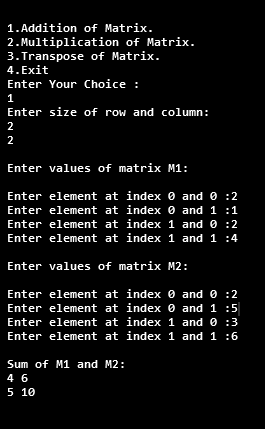 1.Addition of Matrix.
2.Multiplication of Matrix.
3.Transpose of Matrix.
4.Exit
Enter Your Choice :
1
Enter size of row and column:
2
2
Enter values of matrix M1:
Enter element at index 0 and 0 :2
Enter element at index 0 and 1 :1
Enter element at index 1 and 0 :2
Enter element at index 1 and 1 :4
Enter values of matrix M2:
Enter element at index 0 and 0 :2
Enter element at index 0 and 1 :5
Enter element at index 1 and 0 :3
Enter element at index 1 and 1 :6
Sum of M1 and M2:
4 6
5 10